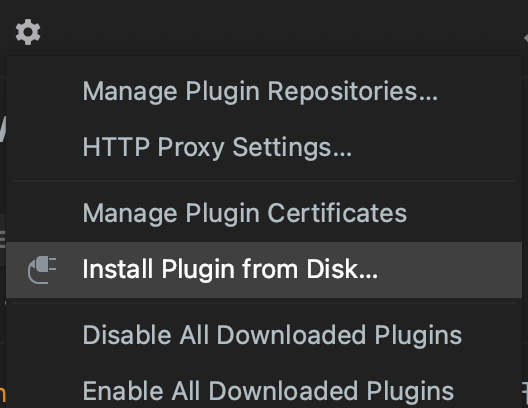 Manage Plugin Repositories...
HTTP Proxy Settings...
Manage Plugin Certificates
Install Plugin from Disk...
Disable All Downloaded Plugins
Enable All Downloaded Plugins